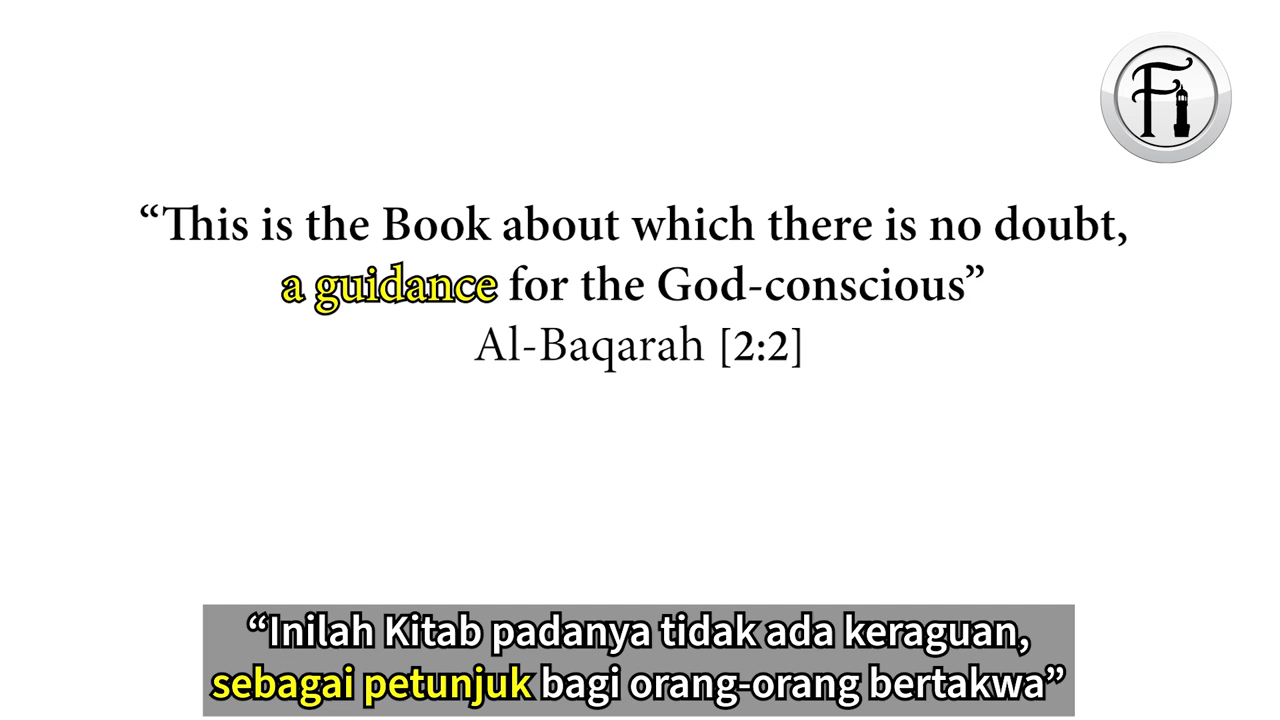 Fi
“This is the Book about which there is no doubt,
a guidance for the God-conscious”
Al-Baqarah [2:2]
“Inilah Kitab padanya tidak ada keraguan,
sebagai petunjuk bagi orang-orang bertakwa”